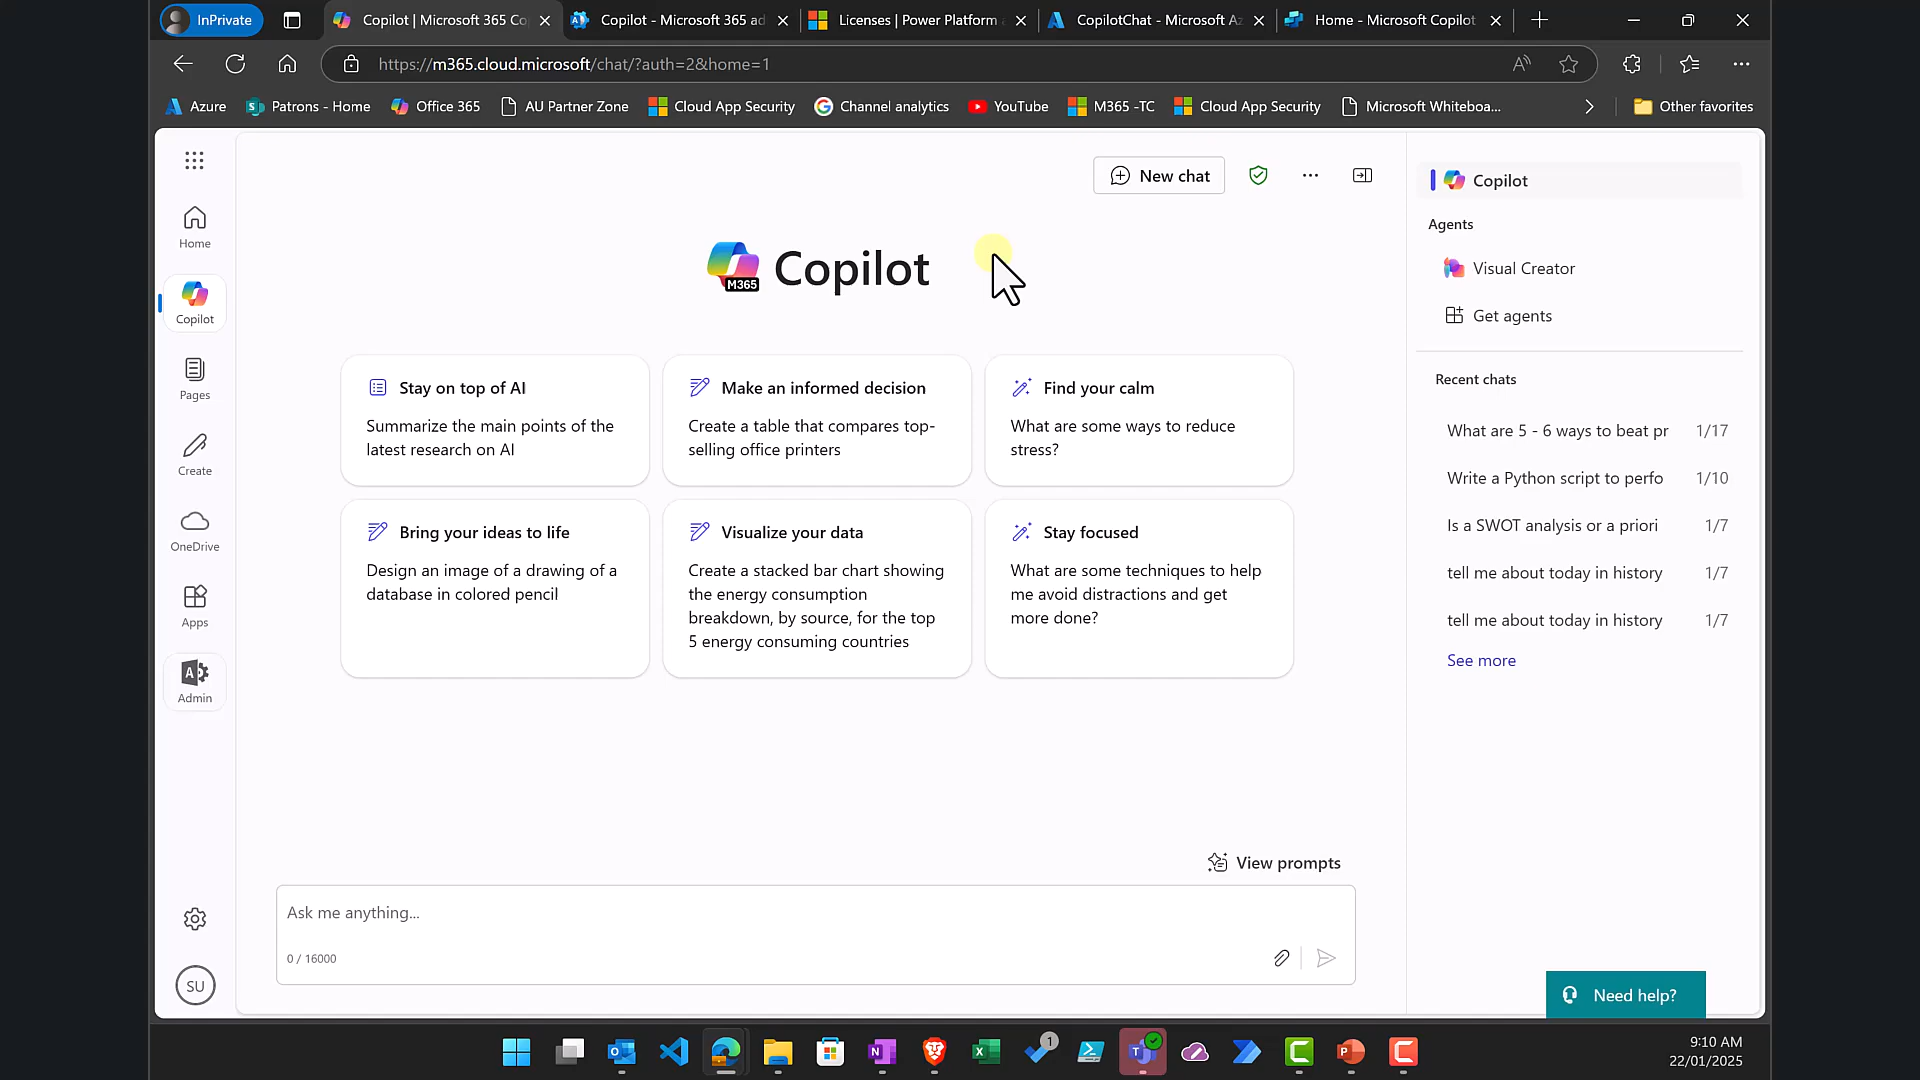 InPrivate
Copilot | Microsoft 365 Co
Copilot - Microsoft 365 ad
Licenses | Power Platform a
CopilotChat - Microsoft Az
Home - Microsoft Copilot
https://m365.cloud.microsoft/chat/?auth=2&home=1
Azure
Patrons - Home
Office 365
AU Partner Zone
Cloud App Security
Channel analytics
YouTube
M365 -TC
Cloud App Security
Microsoft Whiteboa...
Other favorites
Home
Copilot
Pages
Create
OneDrive
Apps
Admin
SU
New chat
M365
Copilot
Stay on top of AI
Summarize the main points of the
latest research on AI
Make an informed decision
Create a table that compares top-
selling office printers
Find your calm
What are some ways to reduce
stress?
Bring your ideas to life
Design an image of a drawing of a
database in colored pencil
Visualize your data
Create a stacked bar chart showing
the energy consumption
breakdown, by source, for the top
5 energy consuming countries
Stay focused
What are some techniques to help
me avoid distractions and get
more done?
View prompts
Ask me anything...
0 / 16000
Copilot
Agents
Visual Creator
Get agents
Recent chats
What are 5 - 6 ways to beat pr 1/17
Write a Python script to perfo 1/10
Is a SWOT analysis or a priori 1/7
tell me about today in history 1/7
tell me about today in history 1/7
See more
Need help?
1
9:10 AM
22/01/2025